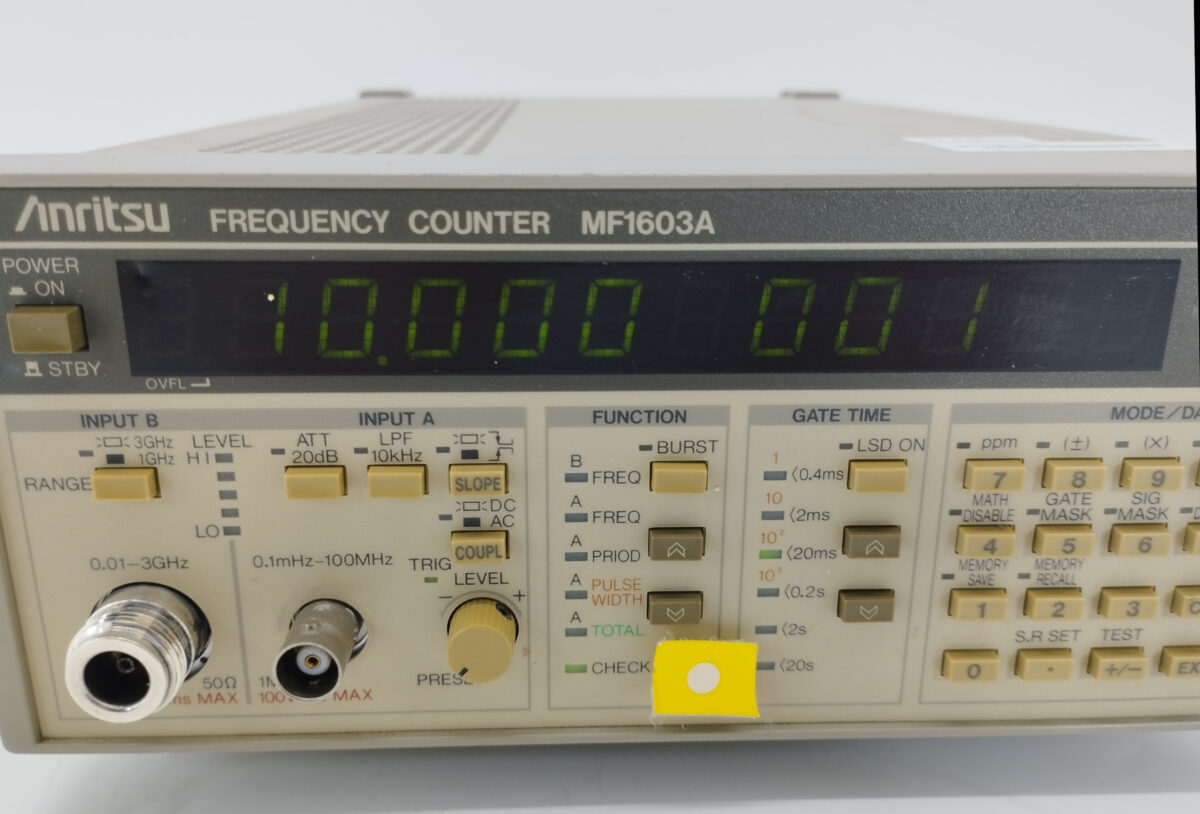 Anritsu FREQUENCY COUNTER MF1603A
POWER
ON
STBY
10.000 001
OVFL
INPUT B
3GHz
1GHz
RANGE
LEVEL
HI
LO
0.01–3GHz
50Ω
MAX
INPUT A
ATT
20dB
LPF
10kHz
SLOPE
DC
AC
COUPL
0.1mHz–100MHz
TRIG
LEVEL
– +
100
MAX
FUNCTION
BURST
B
FREQ
A
FREQ
A
PRIOD
A
PULSE
WIDTH
A
TOTAL
CHECK
GATE TIME
LSD ON
1
⟨0.4ms
10
⟨2ms
10²
⟨20ms
10³
⟨0.2s
⟨2s
⟨20s
MODE/DA
ppm (±) (×)
7 8 9
MATH DISABLE
GATE MASK
SIG MASK
4 5 6
MEMORY SAVE
MEMORY RECALL
1 2 3
S.R SET TEST
0 · +/–